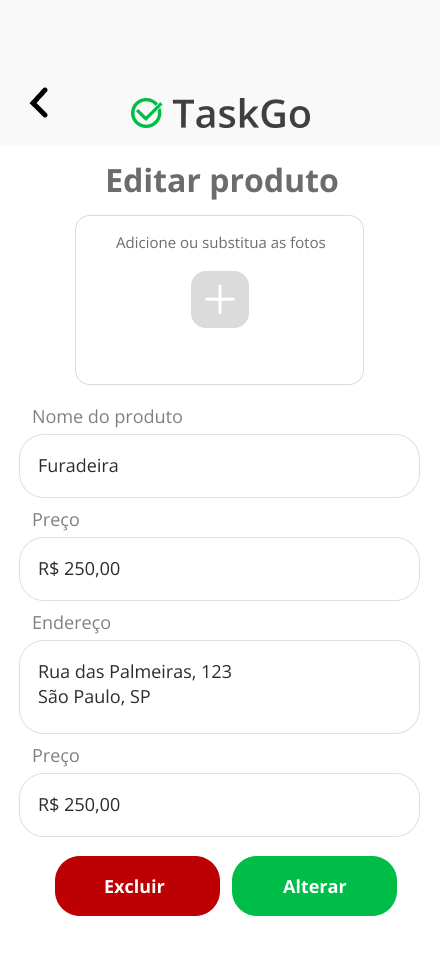 TaskGo
Editar produto
Adicione ou substitua as fotos
Nome do produto
Furadeira
Preço
R$ 250,00
Endereço
Rua das Palmeiras, 123
São Paulo, SP
Preço
R$ 250,00
Excluir
Alterar